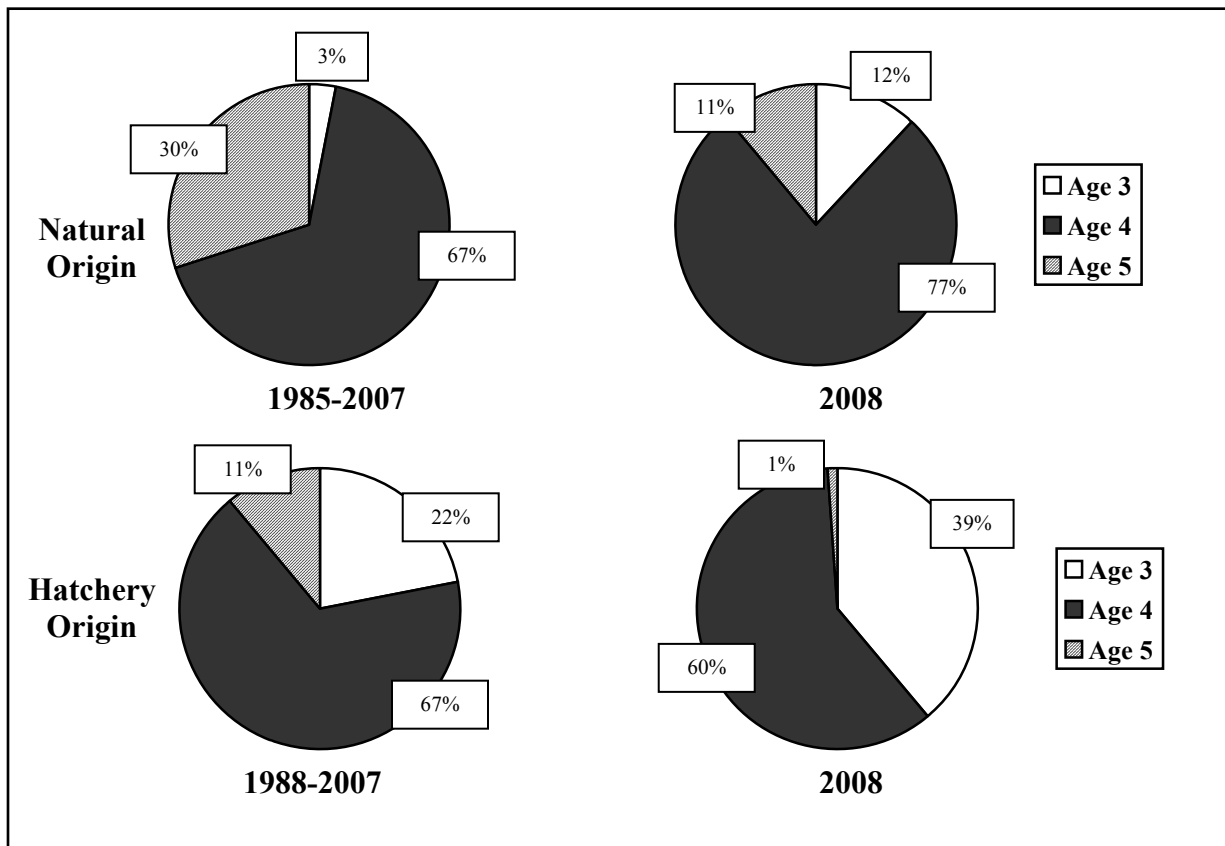 3%
30%
67%
Natural
Origin
1985-2007
12%
11%
77%
2008
Age 3
Age 4
Age 5
11%
22%
67%
Hatchery
Origin
1988-2007
1%
39%
60%
2008
Age 3
Age 4
Age 5